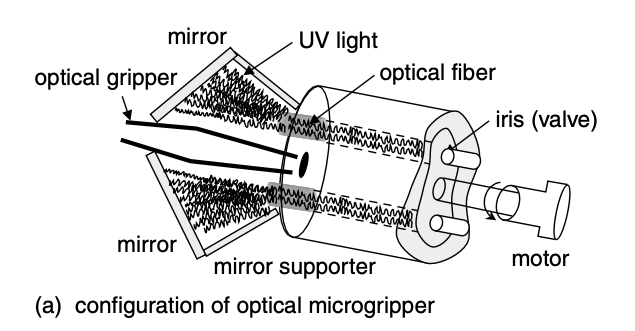 mirror
UV light
optical gripper
optical fiber
iris (valve)
mirror
motor
mirror supporter
(a) configuration of optical microgripper